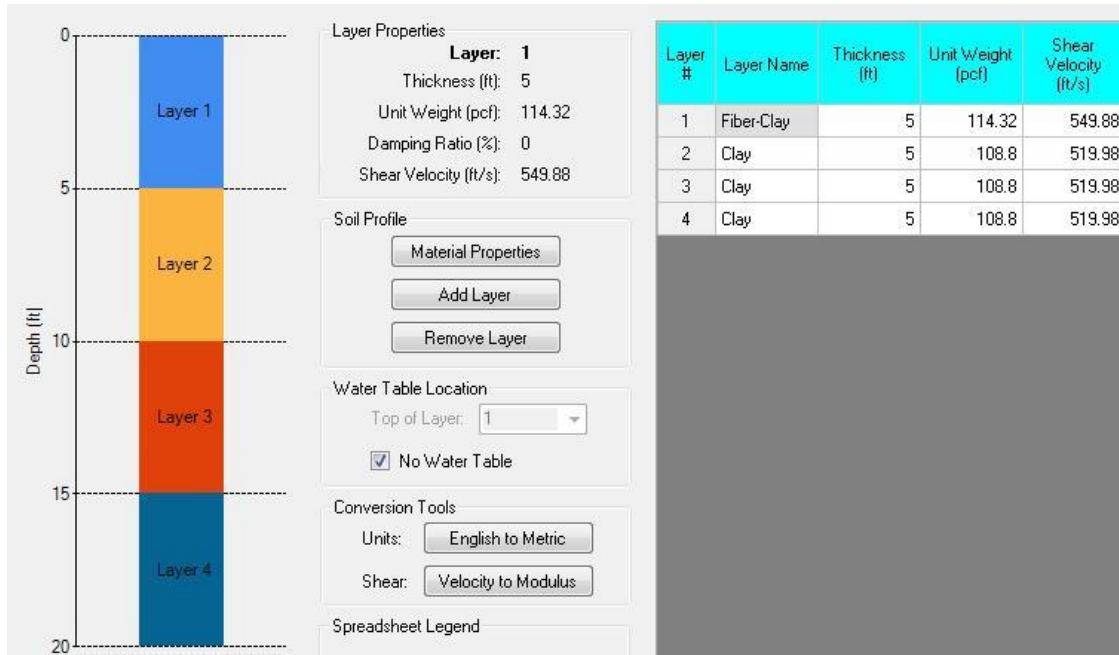 0
5
10
15
20
Depth (ft)
Layer 1
Layer 2
Layer 3
Layer 4
Layer Properties
Layer: 1
Thickness (ft): 5
Unit Weight (pcf): 114.32
Damping Ratio (%): 0
Shear Velocity (ft/s): 549.88
Soil Profile
Material Properties
Add Layer
Remove Layer
Water Table Location
Top of Layer: 1
No Water Table
Conversion Tools
Units: English to Metric
Shear: Velocity to Modulus
Spreadsheet Legend
Layer # Layer Name Thickness (ft) Unit Weight (pcf) Shear Velocity (ft/s)
1 Fiber-Clay 5 114.32 549.88
2 Clay 5 108.8 519.98
3 Clay 5 108.8 519.98
4 Clay 5 108.8 519.98